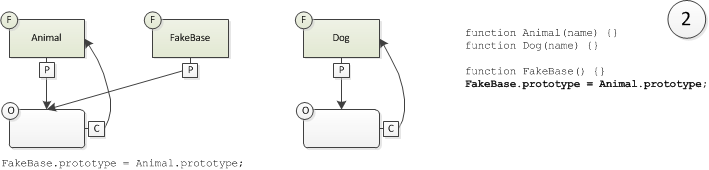 F
Animal
P
O
C
F
FakeBase
P
F
Dog
P
O
C
2
function Animal(name) {}
function Dog(name) {}
function FakeBase() {}
FakeBase.prototype = Animal.prototype;
FakeBase.prototype = Animal.prototype;